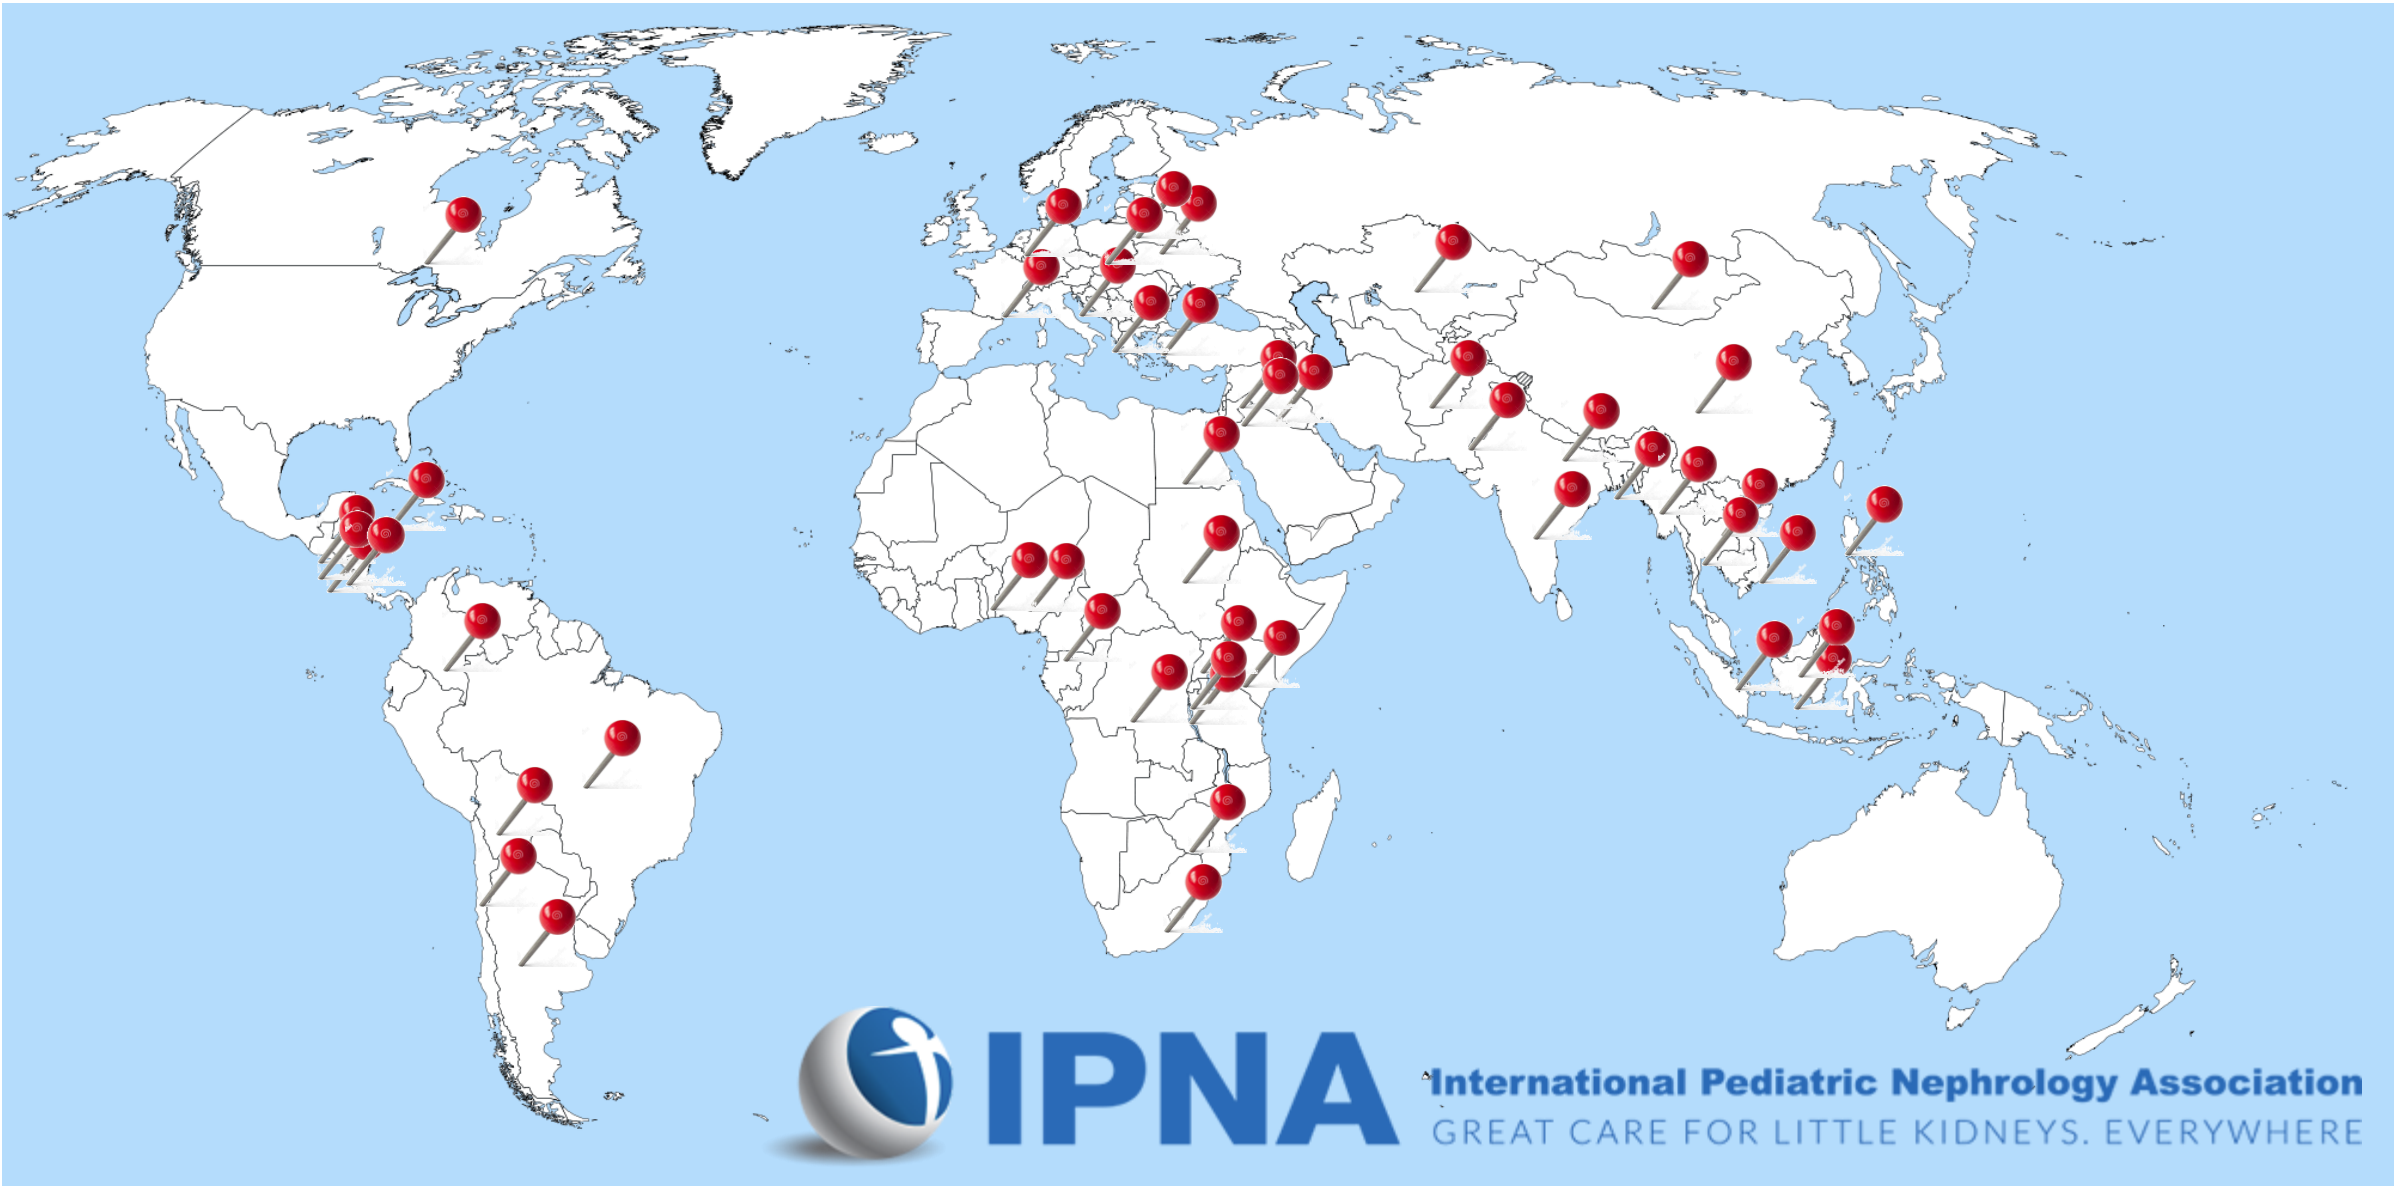 IPNA
International Pediatric Nephrology Association
GREAT CARE FOR LITTLE KIDNEYS. EVERYWHERE